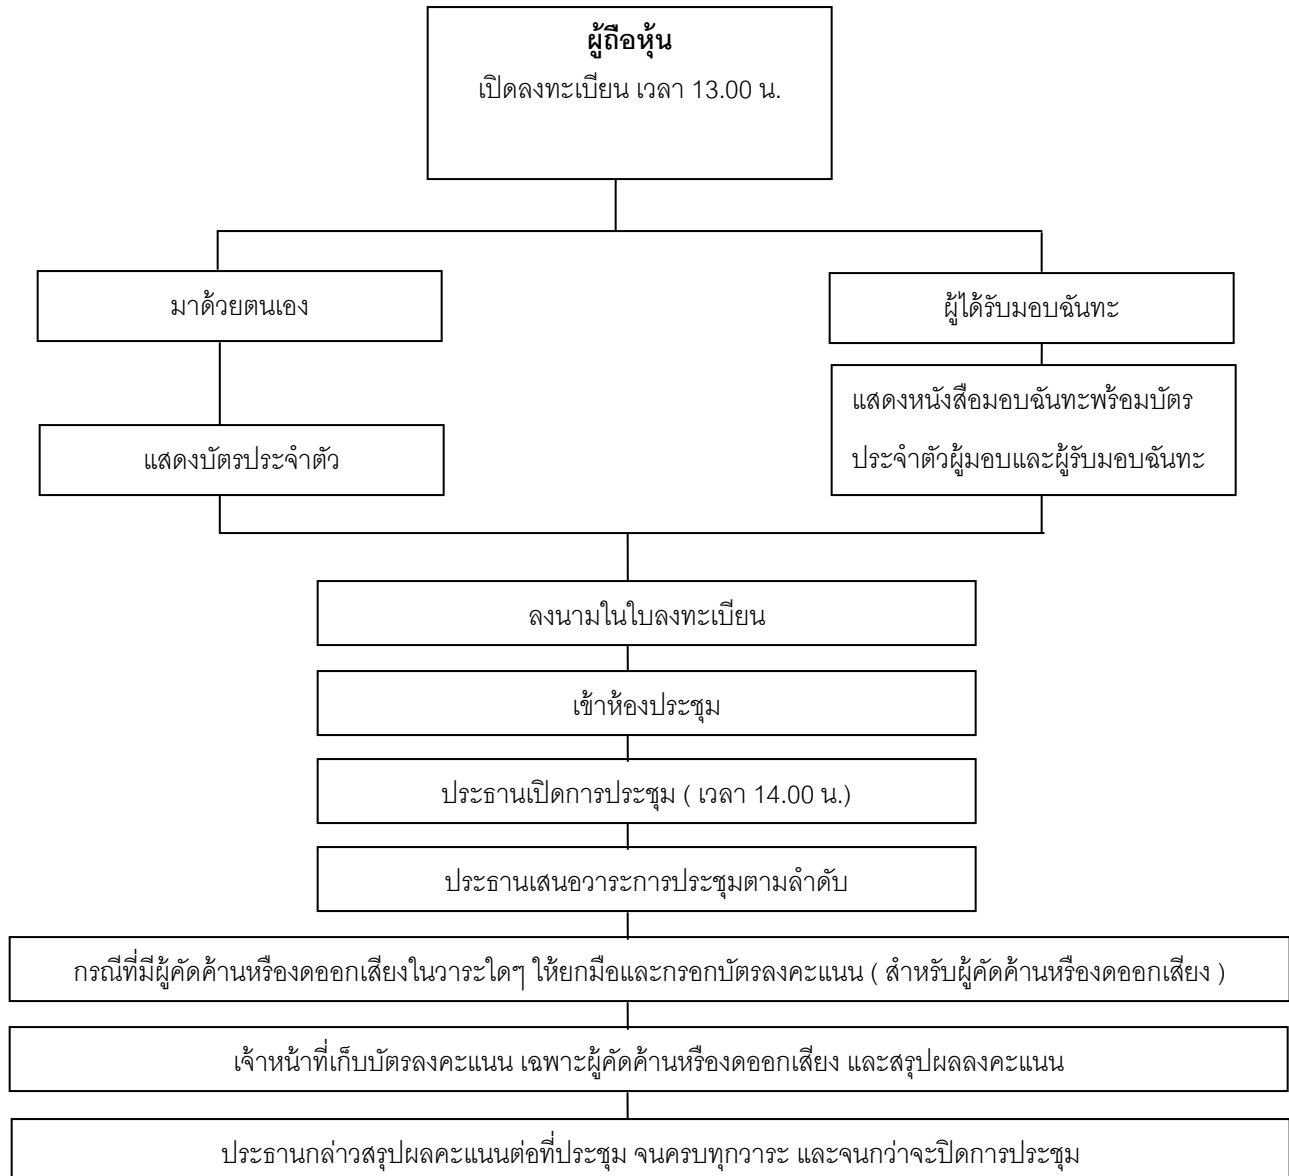 ผู้ถือหุ้น
เปิดลงทะเบียน เวลา 13.00 น.
มาด้วยตนเอง
ผู้ได้รับมอบฉันทะ
แสดงบัตรประจำตัว
แสดงหนังสือมอบฉันทะพร้อมบัตร
ประจำตัวผู้มอบและผู้รับมอบฉันทะ
ลงนามในใบลงทะเบียน
เข้าห้องประชุม
ประธานเปิดการประชุม ( เวลา 14.00 น.)
ประธานเสนอวาระการประชุมตามลำดับ
กรณีที่มีผู้คัดค้านหรืองดออกเสียงในวาระใดๆ ให้ยกมือและกรอกบัตรลงคะแนน ( สำหรับผู้คัดค้านหรืองดออกเสียง )
เจ้าหน้าที่เก็บบัตรลงคะแนน เฉพาะผู้คัดค้านหรืองดออกเสียง และสรุปผลลงคะแนน
ประธานกล่าวสรุปผลคะแนนต่อที่ประชุม จนครบทุกวาระ และจนกว่าจะปิดการประชุม